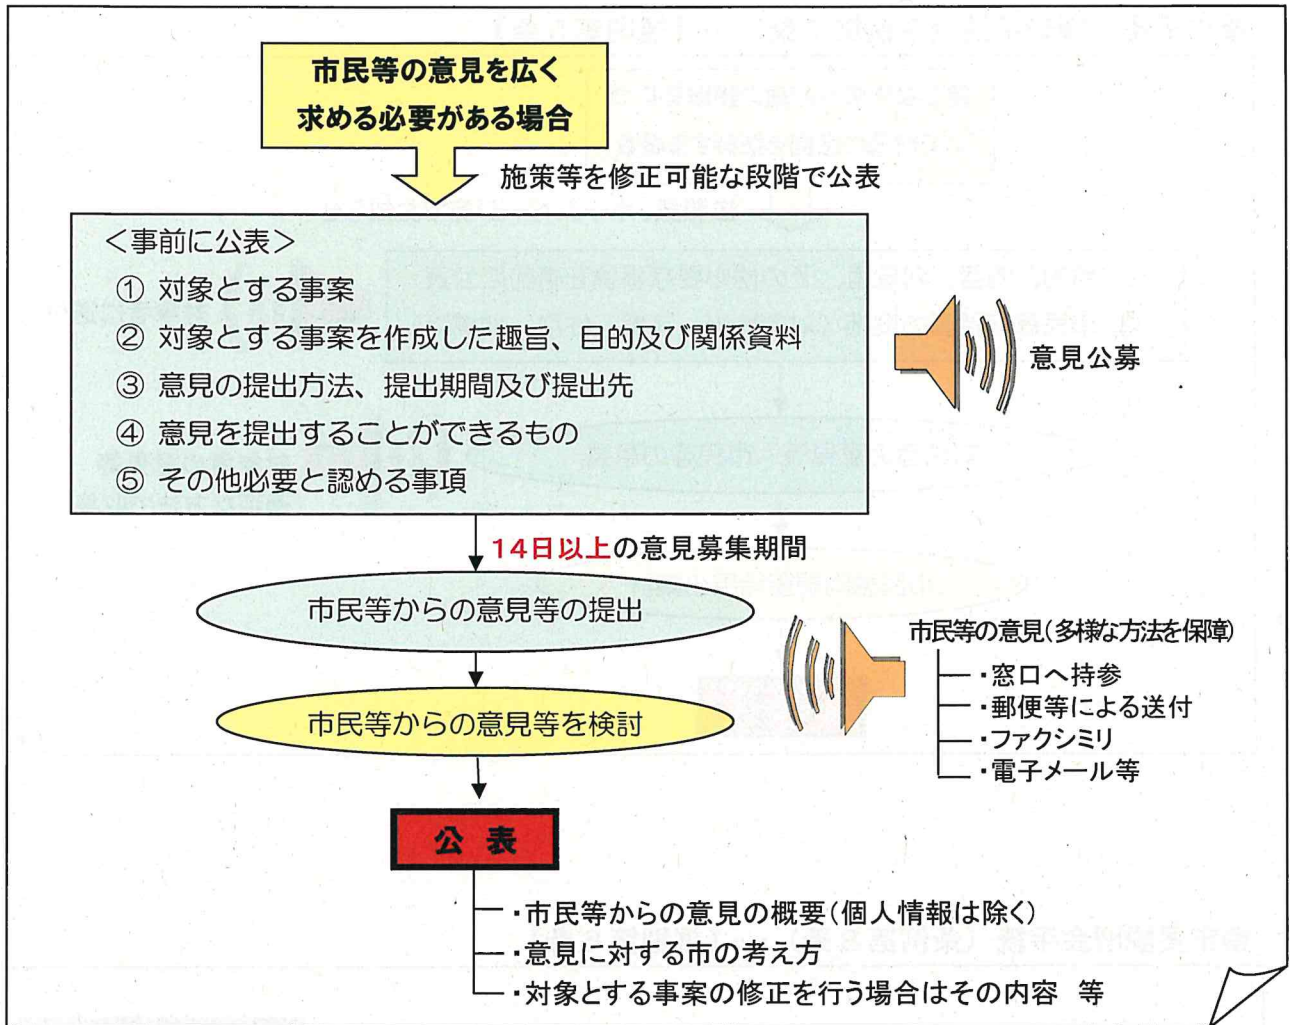 市民等の意見を広く
求める必要がある場合
施策等を修正可能な段階で公表
＜事前に公表＞
① 対象とする事案
② 対象とする事案を作成した趣旨、目的及び関係資料
③ 意見の提出方法、提出期間及び提出先
④ 意見を提出することができるもの
⑤ その他必要と認める事項
意見公募
14日以上の意見募集期間
市民等からの意見等の提出
市民等の意見（多様な方法を保障）
・窓口へ持参
・郵便等による送付
・ファクシミリ
・電子メール等
市民等からの意見等を検討
公 表
・市民等からの意見の概要（個人情報は除く）
・意見に対する市の考え方
・対象とする事案の修正を行う場合はその内容 等